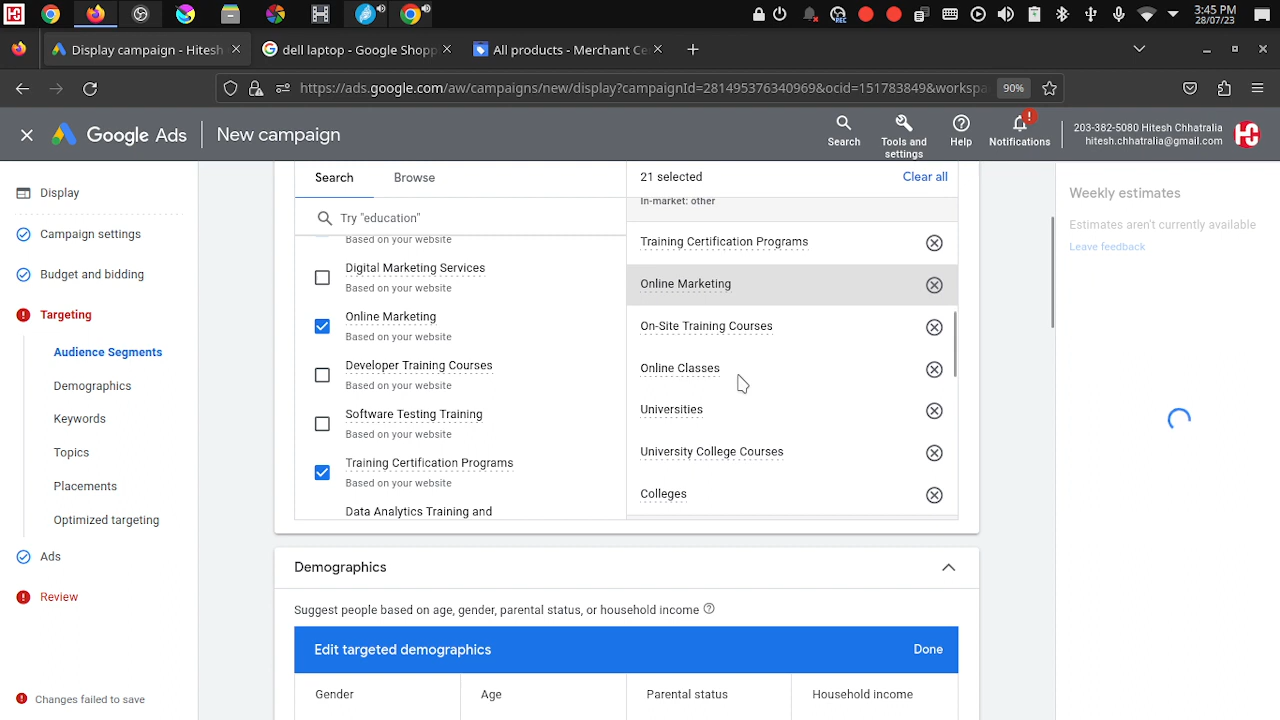 3:45 PM
28/07/23
REC
Display campaign - Hitesh
dell laptop - Google Shopp
All products - Merchant Ce
https://ads.google.com/aw/campaigns/new/display?campaignId=281495376340969&ocid=151783849&workspa
90%
Google Ads
New campaign
Search
Tools and
settings
Help
Notifications
203-382-5080 Hitesh Chhatralia
hitesh.chhatralia@gmail.com
Display
Campaign settings
Budget and bidding
Targeting
Audience Segments
Demographics
Keywords
Topics
Placements
Optimized targeting
Ads
Review
Changes failed to save
Search
Browse
Try "education"
Based on your website
Digital Marketing Services
Based on your website
Online Marketing
Based on your website
Developer Training Courses
Based on your website
Software Testing Training
Based on your website
Training Certification Programs
Based on your website
Data Analytics Training and
21 selected
Clear all
In-market: other
Training Certification Programs
Online Marketing
On-Site Training Courses
Online Classes
Universities
University College Courses
Colleges
Demographics
Suggest people based on age, gender, parental status, or household income
Edit targeted demographics
Done
Gender
Age
Parental status
Household income
Weekly estimates
Estimates aren't currently available
Leave feedback